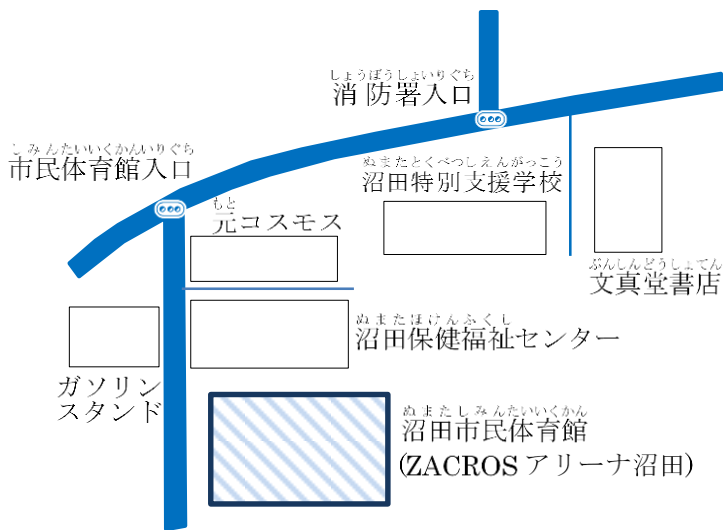 しょうぼうしょいりぐち
消防署入口
しみんたいいくかんいりぐち
市民体育館入口
ぬまたとくべつしえんがっこう
沼田特別支援学校
もと
元コスモス
ぶんしんどうしょてん
文真堂書店
ぬまたほけんふくし
沼田保健福祉センター
ガソリン
スタンド
ぬまたしみんたいいくかん
沼田市民体育館
(ZACROSアリーナ沼田)